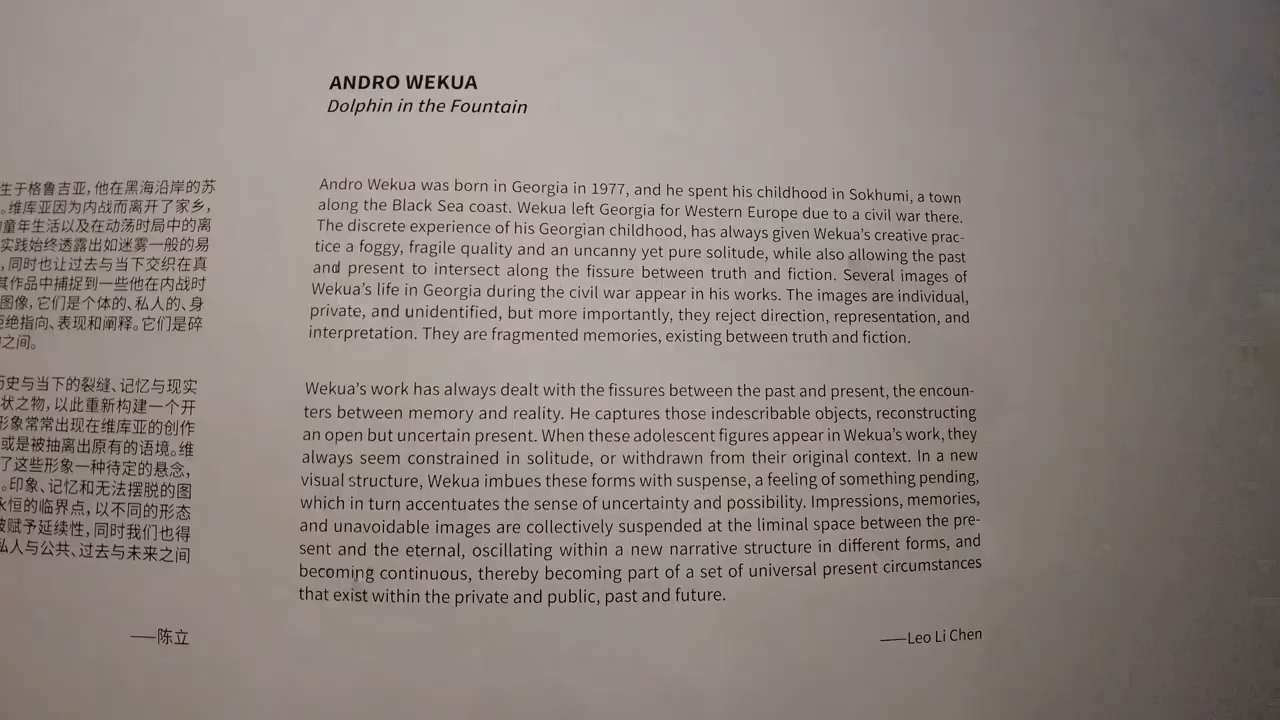 生于格鲁吉亚，他在黑海沿岸的苏
。维库亚因为内战而离开了家乡，
童年生活以及在动荡时局中的离
实践始终透露出如迷雾一般的易
，同时也让过去与当下交织在真
其作品中捕捉到一些他在内战时
图像，它们是个体的、私人的、身
拒绝指向、表现和阐释。它们是碎
之间。
历史与当下的裂缝、记忆与现实
状之物，以此重新构建一个开
形象常常出现在维库亚的创作
或是被抽离出原有的语境。维
了这些形象一种待定的悬念，
。印象、记忆和无法摆脱的图
永恒的临界点，以不同的形态
被赋予延续性，同时我们也得
私人与公共、过去与未来之间
——陈立
ANDRO WEKUA
Dolphin in the Fountain
Andro Wekua was born in Georgia in 1977, and he spent his childhood in Sokhumi, a town
along the Black Sea coast. Wekua left Georgia for Western Europe due to a civil war there.
The discrete experience of his Georgian childhood, has always given Wekua’s creative prac-
tice a foggy, fragile quality and an uncanny yet pure solitude, while also allowing the past
and present to intersect along the fissure between truth and fiction. Several images of
Wekua’s life in Georgia during the civil war appear in his works. The images are individual,
private, and unidentified, but more importantly, they reject direction, representation, and
interpretation. They are fragmented memories, existing between truth and fiction.
Wekua’s work has always dealt with the fissures between the past and present, the encoun-
ters between memory and reality. He captures those indescribable objects, reconstructing
an open but uncertain present. When these adolescent figures appear in Wekua’s work, they
always seem constrained in solitude, or withdrawn from their original context. In a new
visual structure, Wekua imbues these forms with suspense, a feeling of something pending,
which in turn accentuates the sense of uncertainty and possibility. Impressions, memories,
and unavoidable images are collectively suspended at the liminal space between the pre-
sent and the eternal, oscillating within a new narrative structure in different forms, and
becoming continuous, thereby becoming part of a set of universal present circumstances
that exist within the private and public, past and future.
——Leo Li Chen